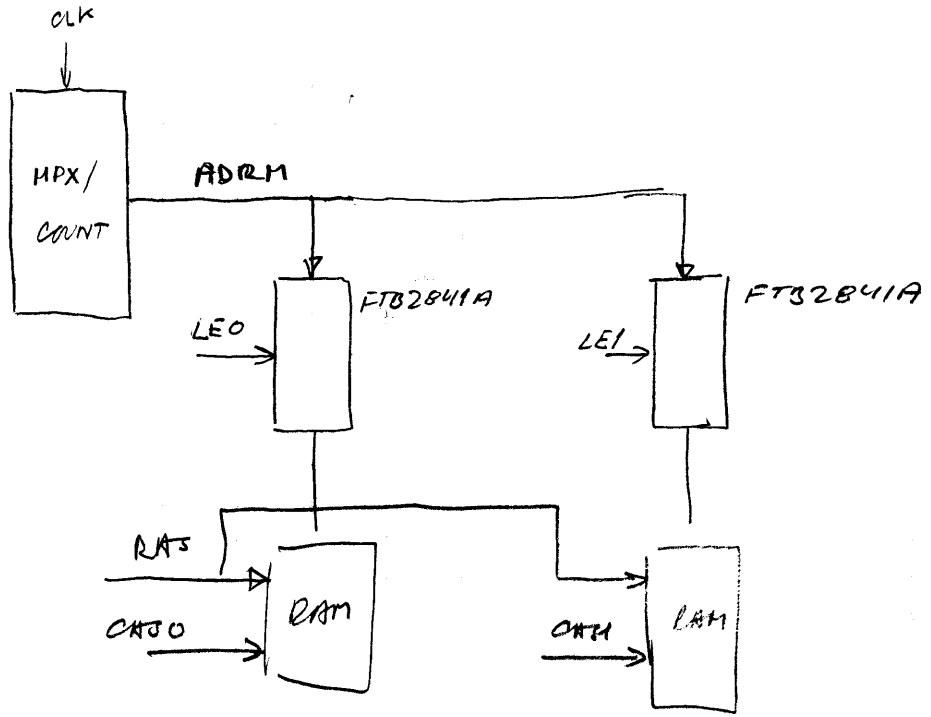 CLK
MPX/
COUNT
ADRM
FTB2841A
FTB2841A
LE0
LE1
RAS
CAS0
RAM
CAS1
RAM